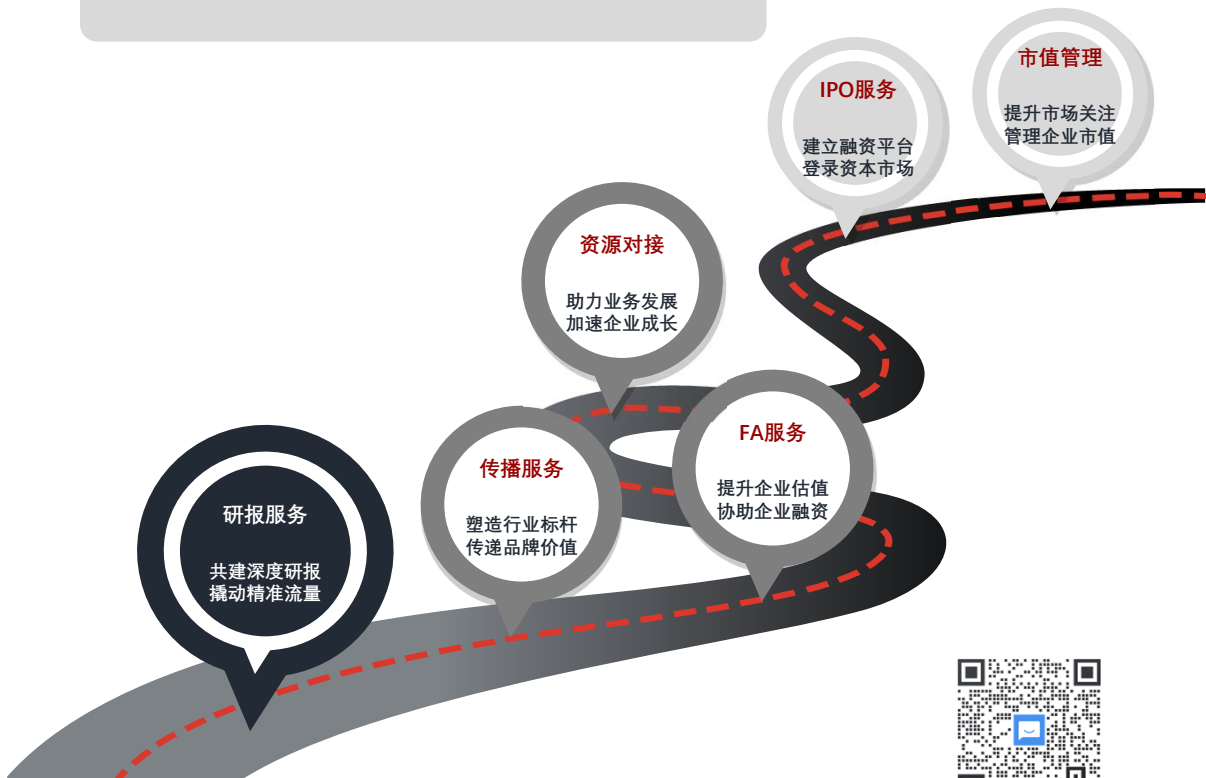 市值管理
提升市场关注
管理企业市值
IPO服务
建立融资平台
登录资本市场
资源对接
助力业务发展
加速企业成长
FA服务
提升企业估值
协助企业融资
传播服务
塑造行业标杆
传递品牌价值
研报服务
共建深度研报
撬动精准流量